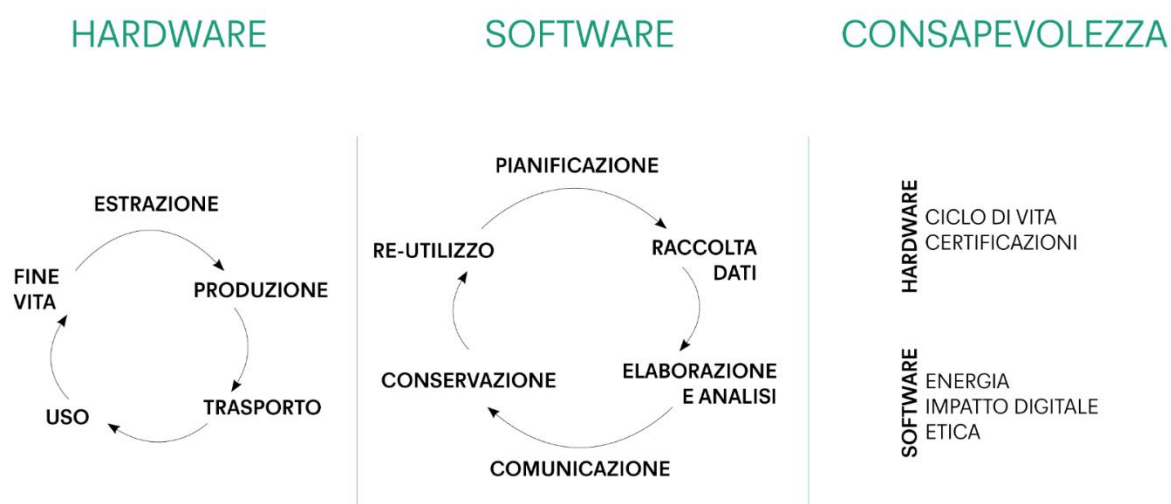 HARDWARE
SOFTWARE
CONSAPEVOLEZZA
ESTRAZIONE
PRODUZIONE
TRASPORTO
USO
FINE
VITA
PIANIFICAZIONE
RACCOLTA
DATI
ELABORAZIONE
E ANALISI
COMUNICAZIONE
CONSERVAZIONE
RE-UTILIZZO
HARDWARE
CICLO DI VITA
CERTIFICAZIONI
SOFTWARE
ENERGIA
IMPATTO DIGITALE
ETICA